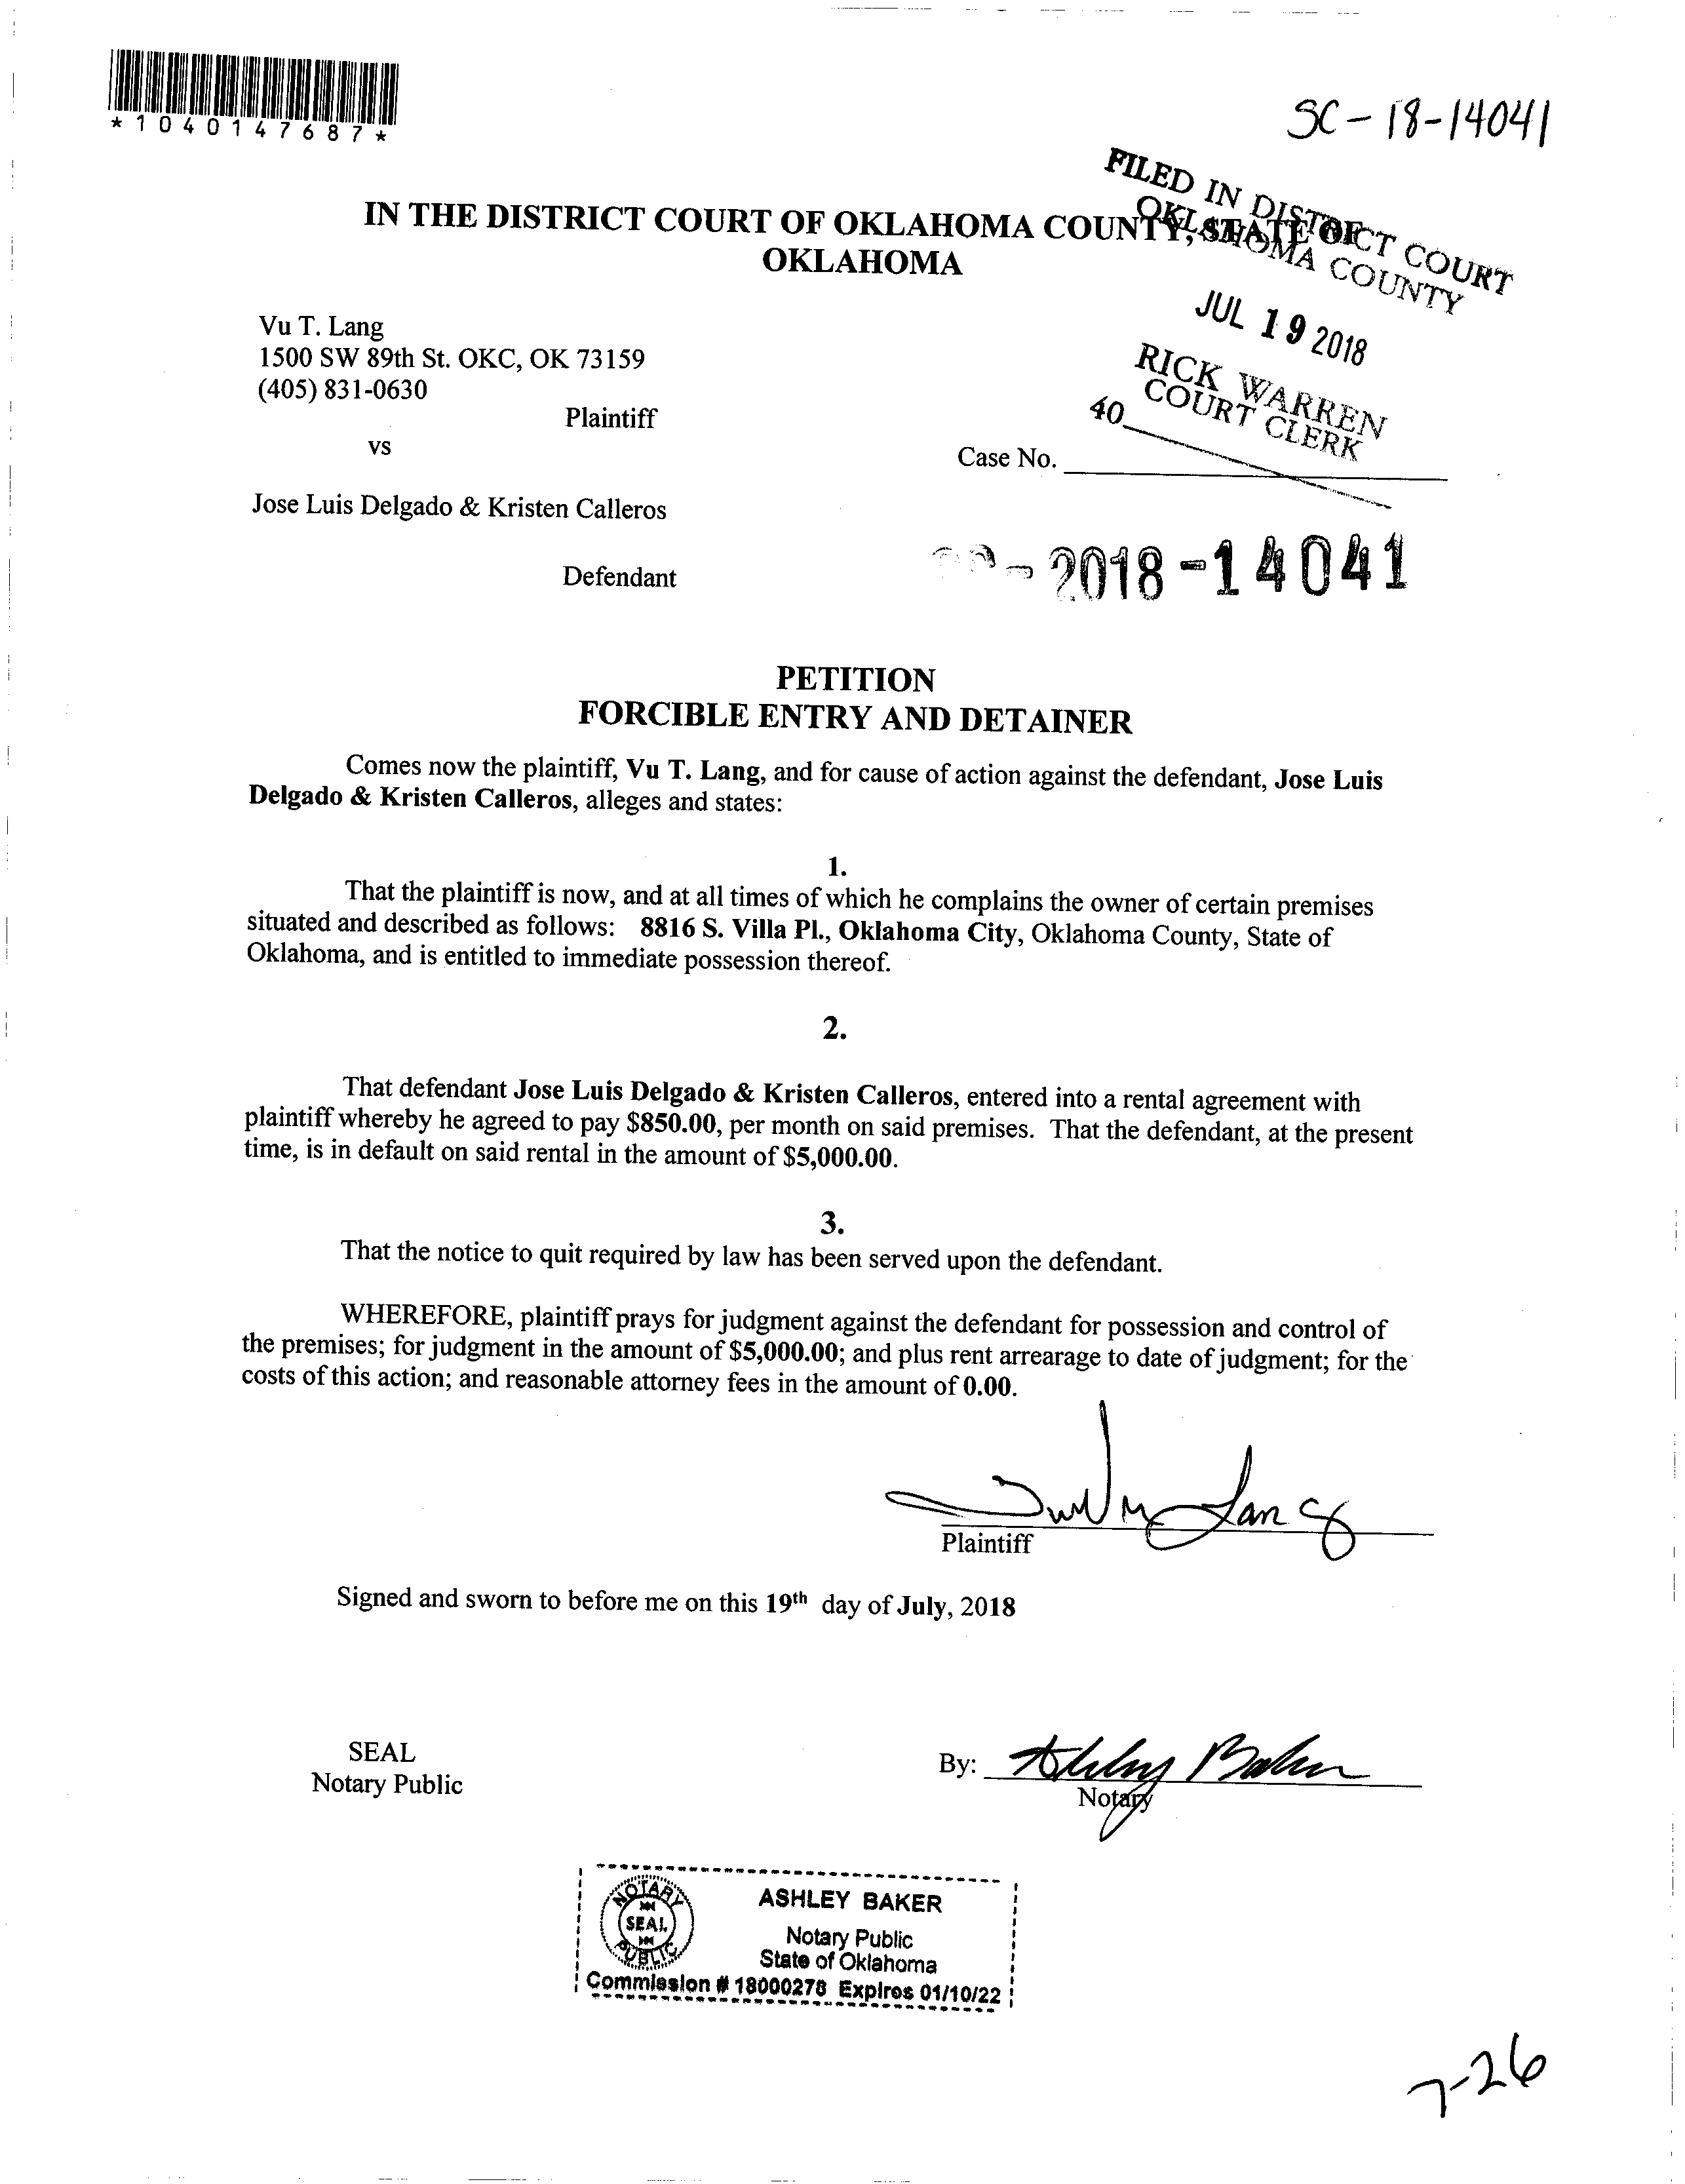 *1040147687*
SC-18-14041
FILED IN DISTRICT COURT
OKLAHOMA COUNTY
JUL 19 2018
RICK WARREN
COURT CLERK
40
IN THE DISTRICT COURT OF OKLAHOMA COUNTY, STATE OF
OKLAHOMA
Vu T. Lang
1500 SW 89th St. OKC, OK 73159
(405) 831-0630
Plaintiff
vs
Case No.
Jose Luis Delgado & Kristen Calleros
Defendant
-2018-14041
PETITION
FORCIBLE ENTRY AND DETAINER
Comes now the plaintiff, Vu T. Lang, and for cause of action against the defendant, Jose Luis
Delgado & Kristen Calleros, alleges and states:
1.
That the plaintiff is now, and at all times of which he complains the owner of certain premises
situated and described as follows: 8816 S. Villa Pl., Oklahoma City, Oklahoma County, State of
Oklahoma, and is entitled to immediate possession thereof.
2.
That defendant Jose Luis Delgado & Kristen Calleros, entered into a rental agreement with
plaintiff whereby he agreed to pay $850.00, per month on said premises. That the defendant, at the present
time, is in default on said rental in the amount of $5,000.00.
3.
That the notice to quit required by law has been served upon the defendant.
WHEREFORE, plaintiff prays for judgment against the defendant for possession and control of
the premises; for judgment in the amount of $5,000.00; and plus rent arrearage to date of judgment; for the
costs of this action; and reasonable attorney fees in the amount of 0.00.
Lang
Plaintiff
Signed and sworn to before me on this 19th day of July, 2018
SEAL
Notary Public
By: Ashley Baker
Notary
NOTARY
SEAL
PUBLIC
ASHLEY BAKER
Notary Public
State of Oklahoma
Commission # 18000278 Expires 01/10/22
7-26